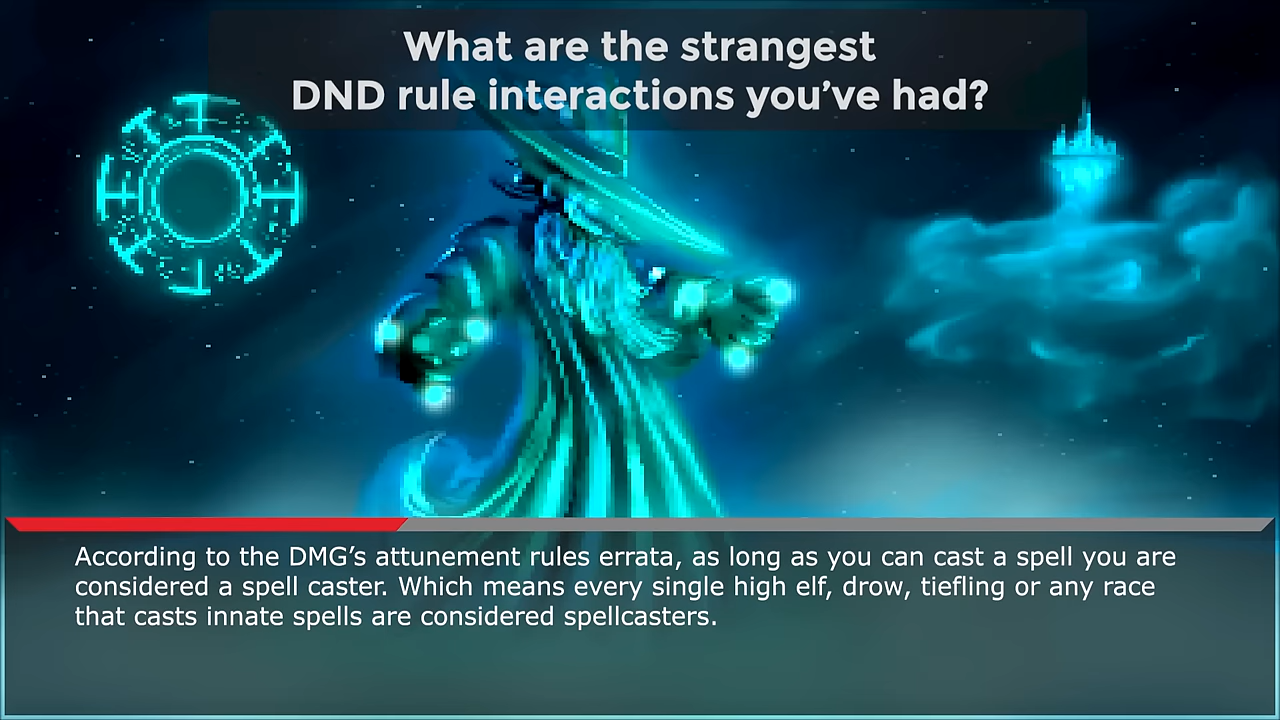 What are the strangest
DND rule interactions you’ve had?
According to the DMG’s attunement rules errata, as long as you can cast a spell you are
considered a spell caster. Which means every single high elf, drow, tiefling or any race
that casts innate spells are considered spellcasters.